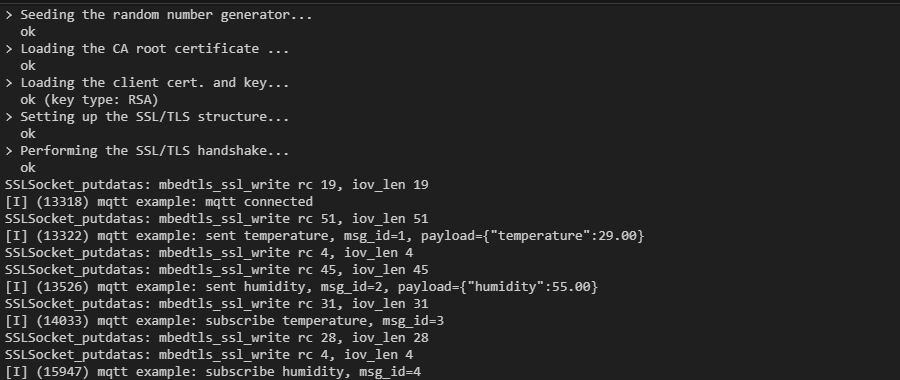 > Seeding the random number generator...
  ok
> Loading the CA root certificate ...
  ok
> Loading the client cert. and key...
  ok (key type: RSA)
> Setting up the SSL/TLS structure...
  ok
> Performing the SSL/TLS handshake...
  ok
SSLSocket_putdatas: mbedtls_ssl_write rc 19, iov_len 19
[I] (13318) mqtt example: mqtt connected
SSLSocket_putdatas: mbedtls_ssl_write rc 51, iov_len 51
[I] (13322) mqtt example: sent temperature, msg_id=1, payload={"temperature":29.00}
SSLSocket_putdatas: mbedtls_ssl_write rc 4, iov_len 4
SSLSocket_putdatas: mbedtls_ssl_write rc 45, iov_len 45
[I] (13526) mqtt example: sent humidity, msg_id=2, payload={"humidity":55.00}
SSLSocket_putdatas: mbedtls_ssl_write rc 31, iov_len 31
[I] (14033) mqtt example: subscribe temperature, msg_id=3
SSLSocket_putdatas: mbedtls_ssl_write rc 28, iov_len 28
SSLSocket_putdatas: mbedtls_ssl_write rc 4, iov_len 4
[I] (15947) mqtt example: subscribe humidity, msg_id=4